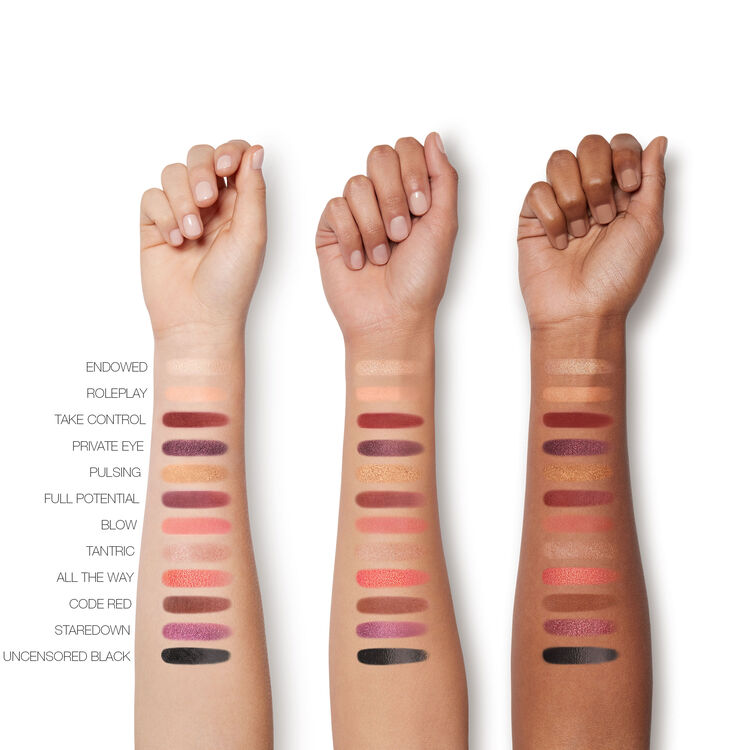 ENDOWED
ROLEPLAY
TAKE CONTROL
PRIVATE EYE
PULSING
FULL POTENTIAL
BLOW
TANTRIC
ALL THE WAY
CODE RED
STAREDOWN
UNCENSORED BLACK